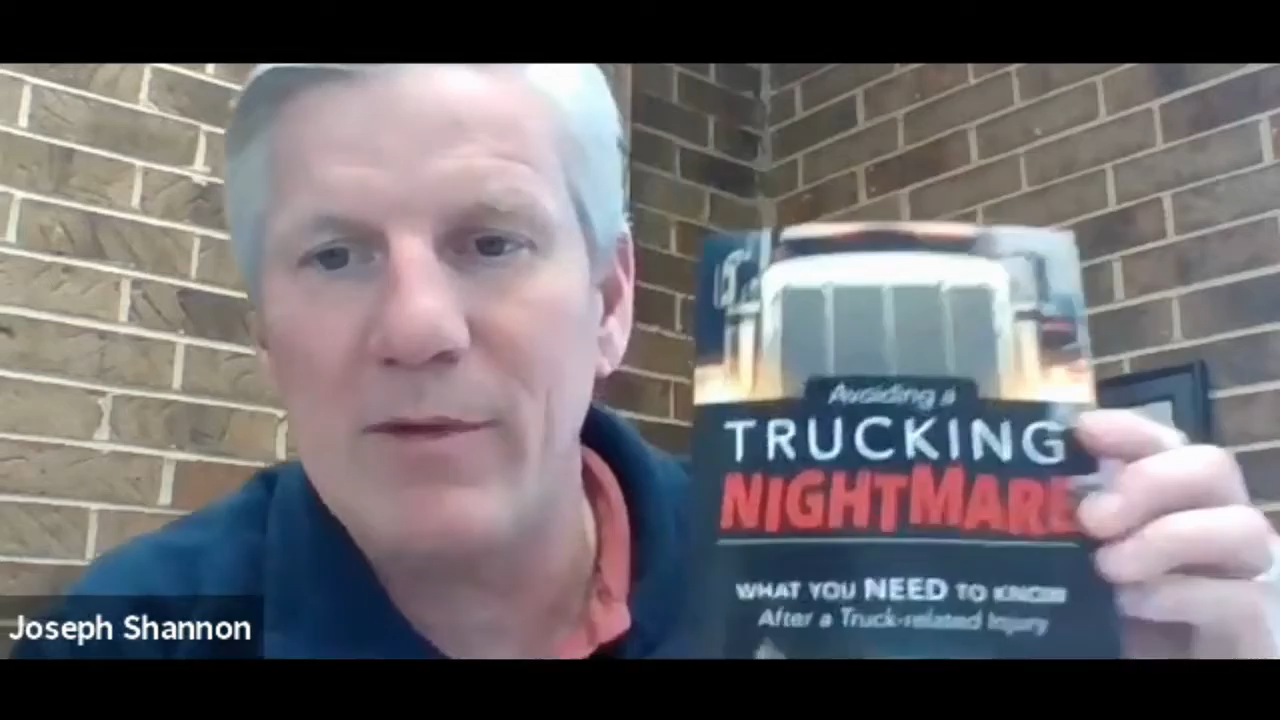 Avoiding a
TRUCKING
NIGHTMARE
WHAT YOU NEED TO KNOW
After a Truck-related Injury
Joseph Shannon